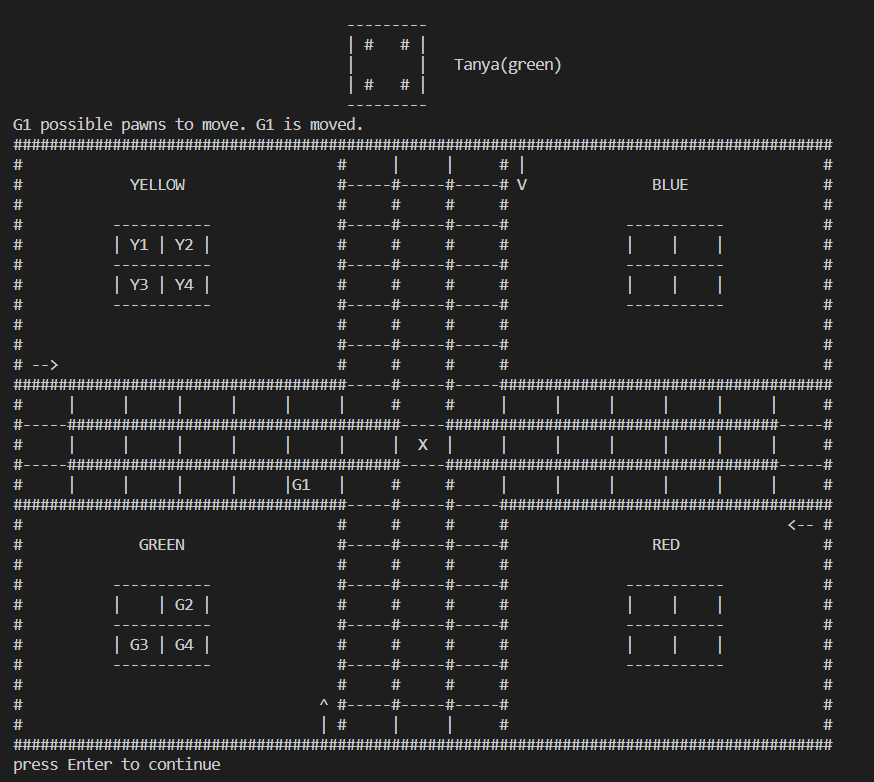 ---------
                                     | #   # |
                                     |       |   Tanya(green)
                                     | #   # |
                                     ---------
G1 possible pawns to move. G1 is moved.
###########################################################################################
#                                   #     |     |     # |                                 #
#            YELLOW                 #-----#-----#-----# V              BLUE               #
#                                   #     #     #     #                                   #
#          -----------              #-----#-----#-----#             -----------           #
#          | Y1 | Y2 |              #     #     #     #             |    |    |           #
#          -----------              #-----#-----#-----#             -----------           #
#          | Y3 | Y4 |              #     #     #     #             |    |    |           #
#          -----------              #-----#-----#-----#             -----------           #
#                                   #     #     #     #                                   #
#                                   #-----#-----#-----#                                   #
# -->                               #     #     #     #                                   #
#####################################-----#-----#-----#####################################
#     |     |     |     |     |     |     #     #     |     |     |     |     |     |     #
#-----#####################################-----#####################################-----#
#     |     |     |     |     |     |     |  X  |     |     |     |     |     |     |     #
#-----#####################################-----#####################################-----#
#     |     |     |     |     |G1   |     #     #     |     |     |     |     |     |     #
#####################################-----#-----#-----#####################################
#                                   #     #     #     #                               <-- #
#             GREEN                 #-----#-----#-----#                RED                #
#                                   #     #     #     #                                   #
#          -----------              #-----#-----#-----#             -----------           #
#          |    | G2 |              #     #     #     #             |    |    |           #
#          -----------              #-----#-----#-----#             -----------           #
#          | G3 | G4 |              #     #     #     #             |    |    |           #
#          -----------              #-----#-----#-----#             -----------           #
#                                   #     #     #     #                                   #
#                                 ^ #-----#-----#-----#                                   #
#                                 | #     |     |     #                                   #
###########################################################################################
press Enter to continue